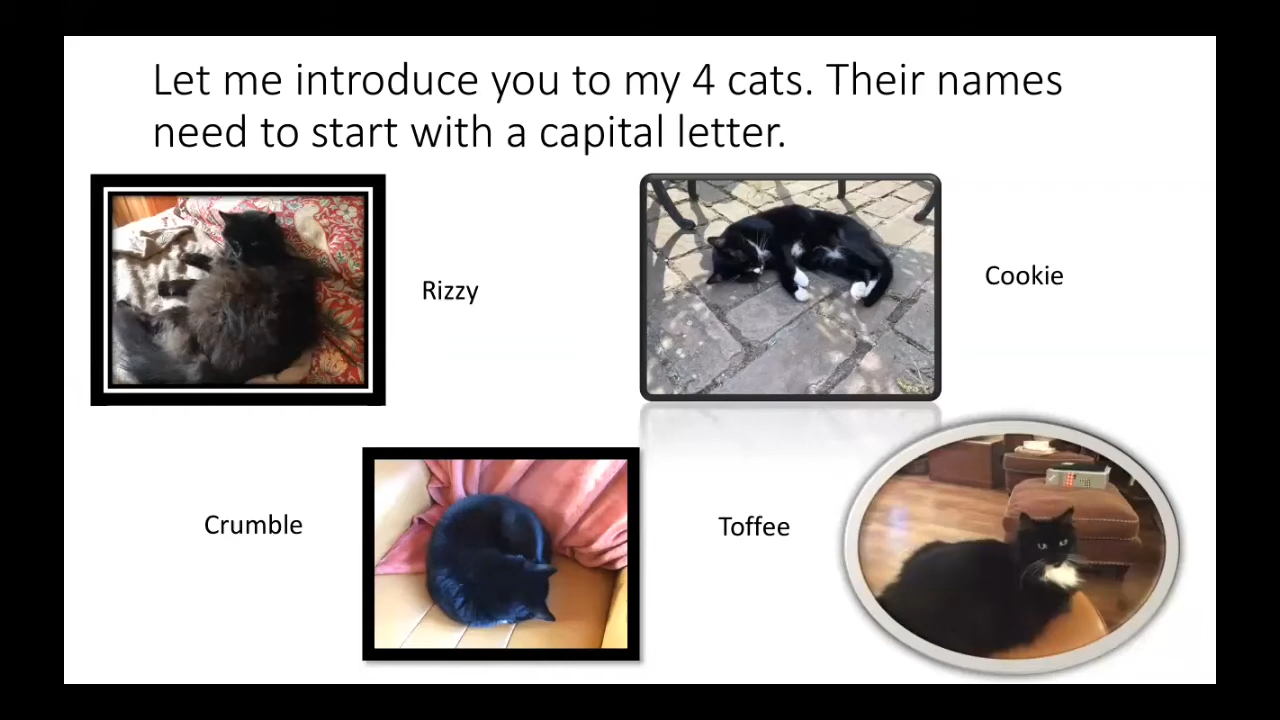 Let me introduce you to my 4 cats. Their names
need to start with a capital letter.
Rizzy
Cookie
Crumble
Toffee